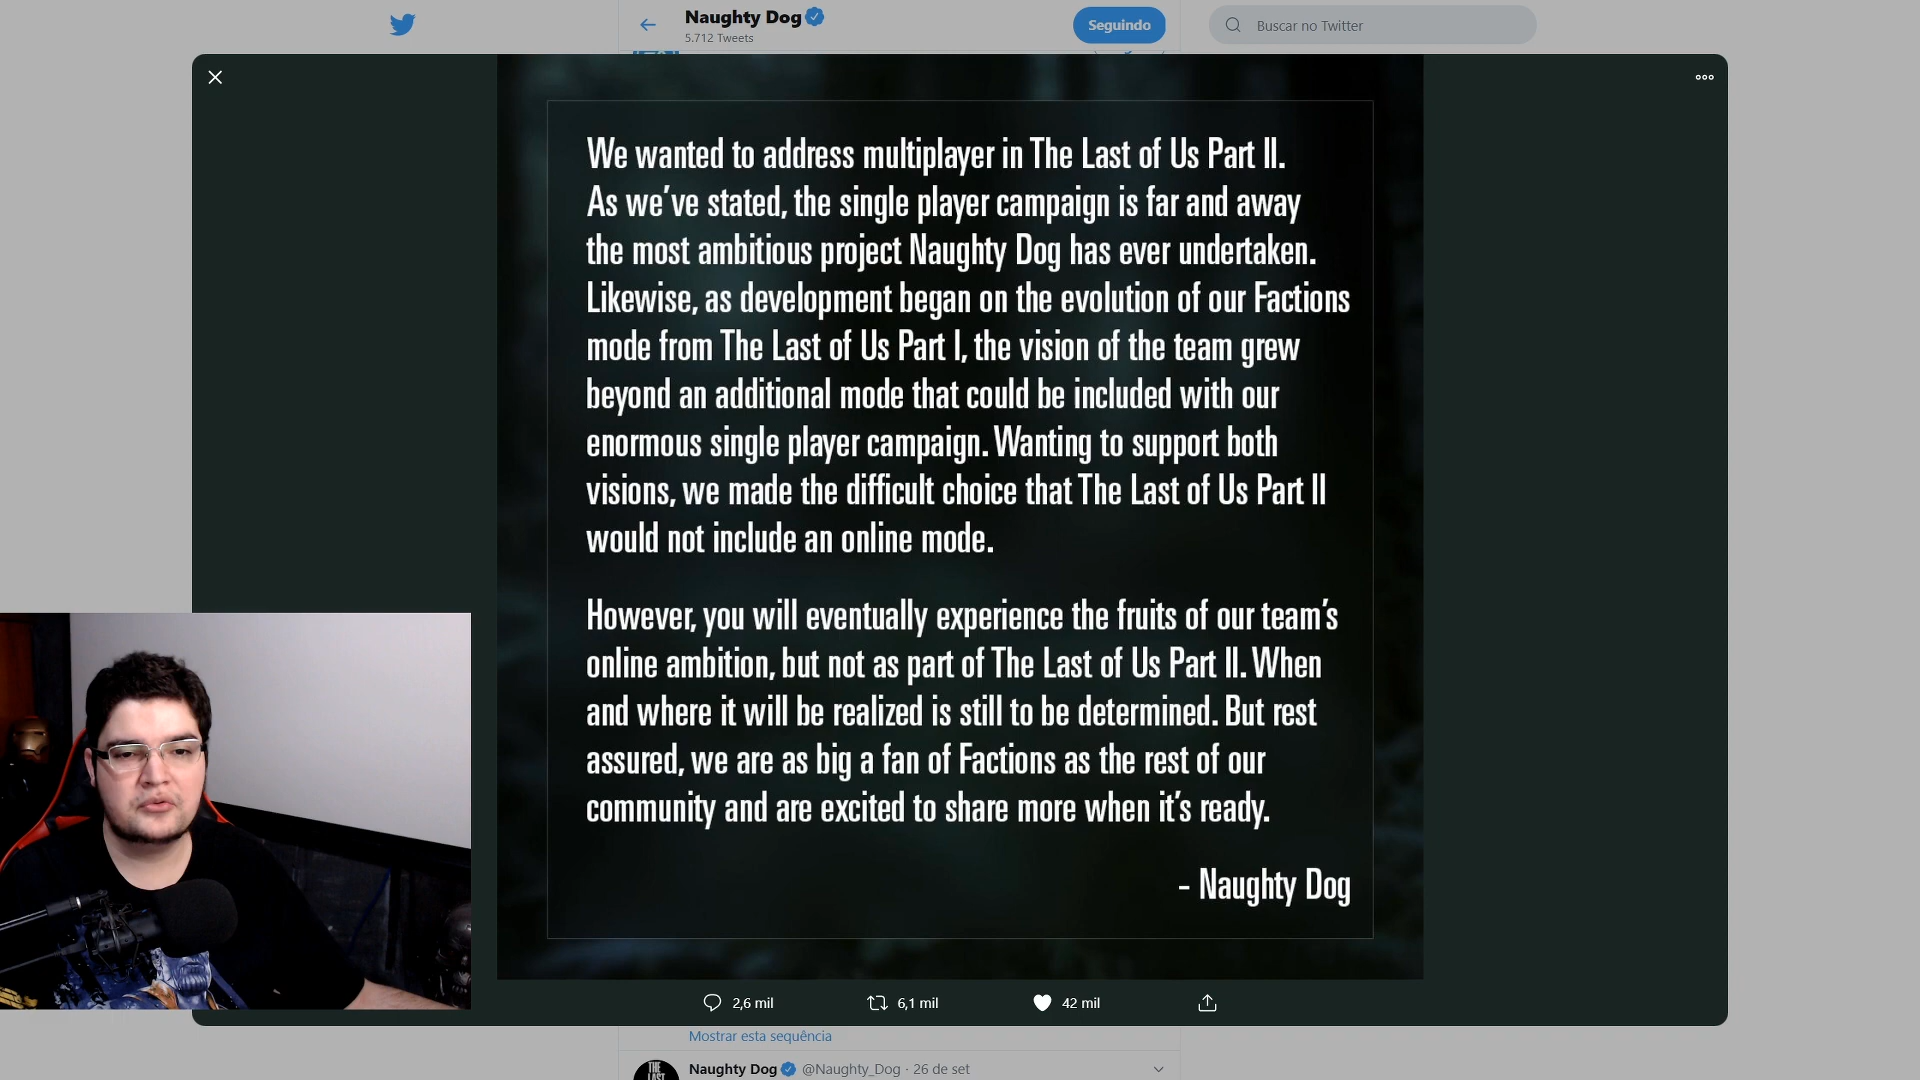 Naughty Dog
5.712 Tweets
Seguindo
Buscar no Twitter
We wanted to address multiplayer in The Last of Us Part II.
As we've stated, the single player campaign is far and away
the most ambitious project Naughty Dog has ever undertaken.
Likewise, as development began on the evolution of our Factions
mode from The Last of Us Part I, the vision of the team grew
beyond an additional mode that could be included with our
enormous single player campaign. Wanting to support both
visions, we made the difficult choice that The Last of Us Part II
would not include an online mode.
However, you will eventually experience the fruits of our team's
online ambition, but not as part of The Last of Us Part II. When
and where it will be realized is still to be determined. But rest
assured, we are as big a fan of Factions as the rest of our
community and are excited to share more when it's ready.
- Naughty Dog
2,6 mil
6,1 mil
42 mil
Mostrar esta sequência
Naughty Dog @Naughty_Dog · 26 de set
THE
LAST